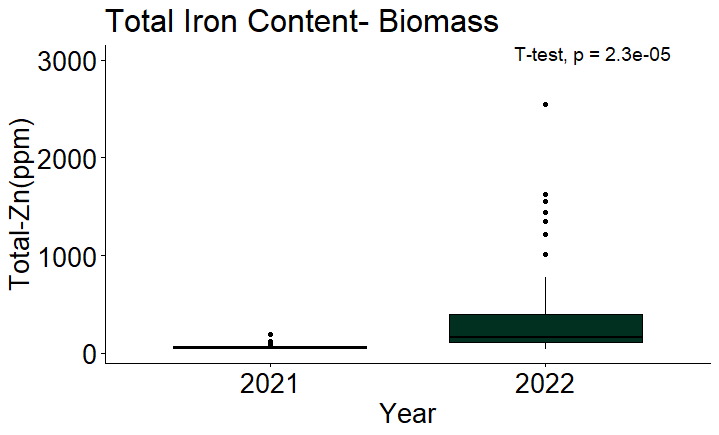 Total Iron Content- Biomass
T-test, p = 2.3e-05
Total-Zn(ppm)
3000
2000
1000
0
2021
2022
Year